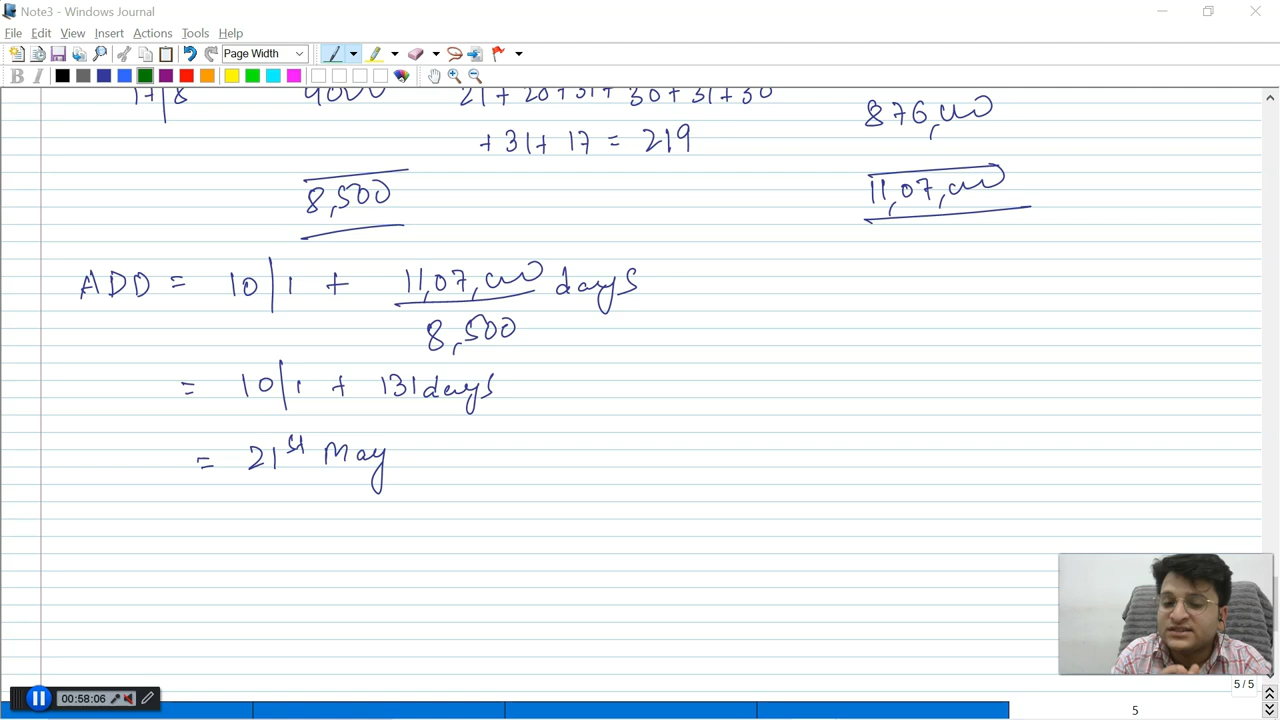 Note3 - Windows Journal
File Edit View Insert Actions Tools Help
Page Width
B I
17/8 4000 21 + 20 + 31 + 30 + 31 + 30 876,000
+ 31 + 17 = 219
8,500 11,07,000
ADD = 10/1 + 11,07,000 days
8,500
= 10/1 + 131 days
= 21st May
5/5
00:58:06
5